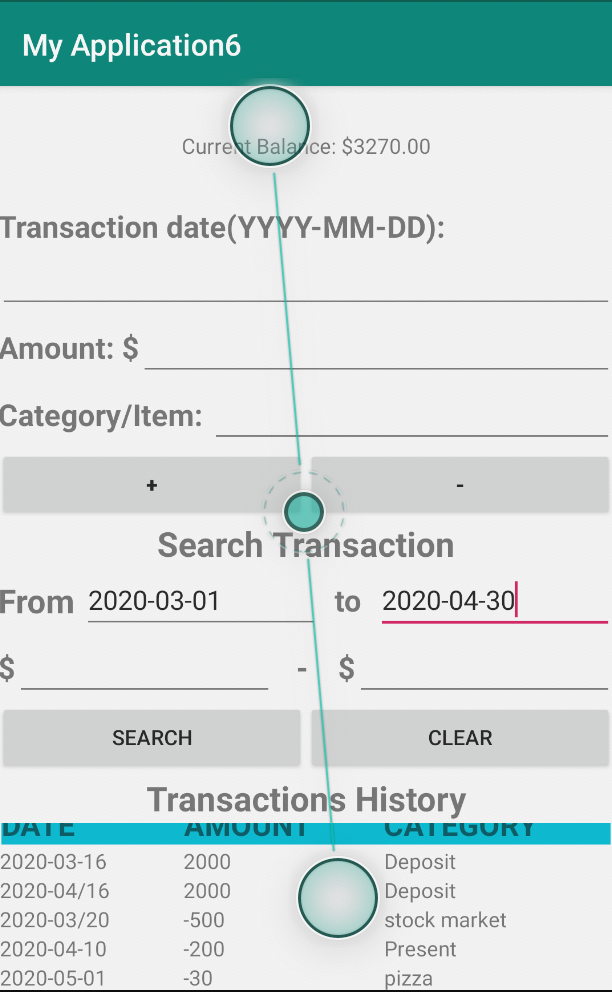 My Application6
Current Balance: $3270.00
Transaction date(YYYY-MM-DD):
Amount: $
Category/Item:
+ -
Search Transaction
From 2020-03-01 to 2020-04-30
$ - $
SEARCH CLEAR
Transactions History
DATE AMOUNT CATEGORY
2020-03-16 2000 Deposit
2020-04/16 2000 Deposit
2020-03/20 -500 stock market
2020-04-10 -200 Present
2020-05-01 -30 pizza